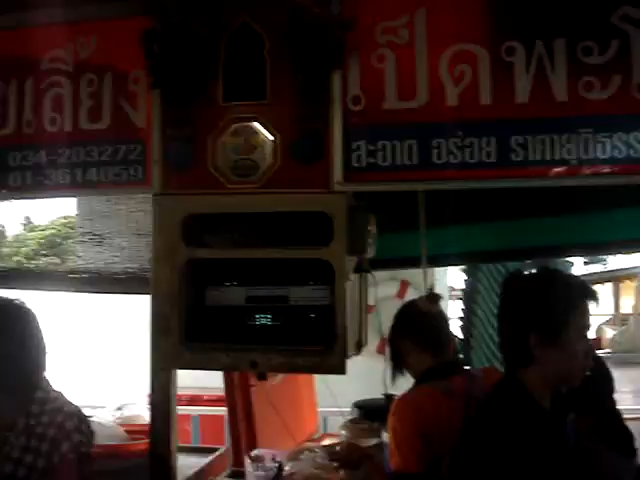 เลี้ยง
034-203272
01-3614059
เป็ดพะโ
สะอาด อร่อย ราคายุติธรร